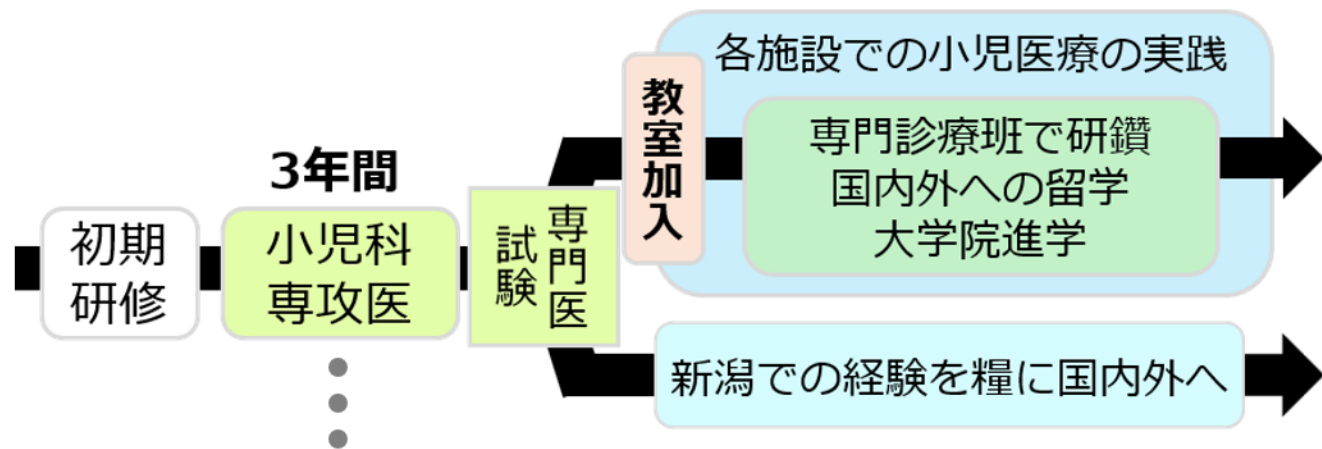 初期
研修
3年間
小児科
専攻医
専門医
試験
教室加入
各施設での小児医療の実践
専門診療班で研鑽
国内外への留学
大学院進学
新潟での経験を糧に国内外へ